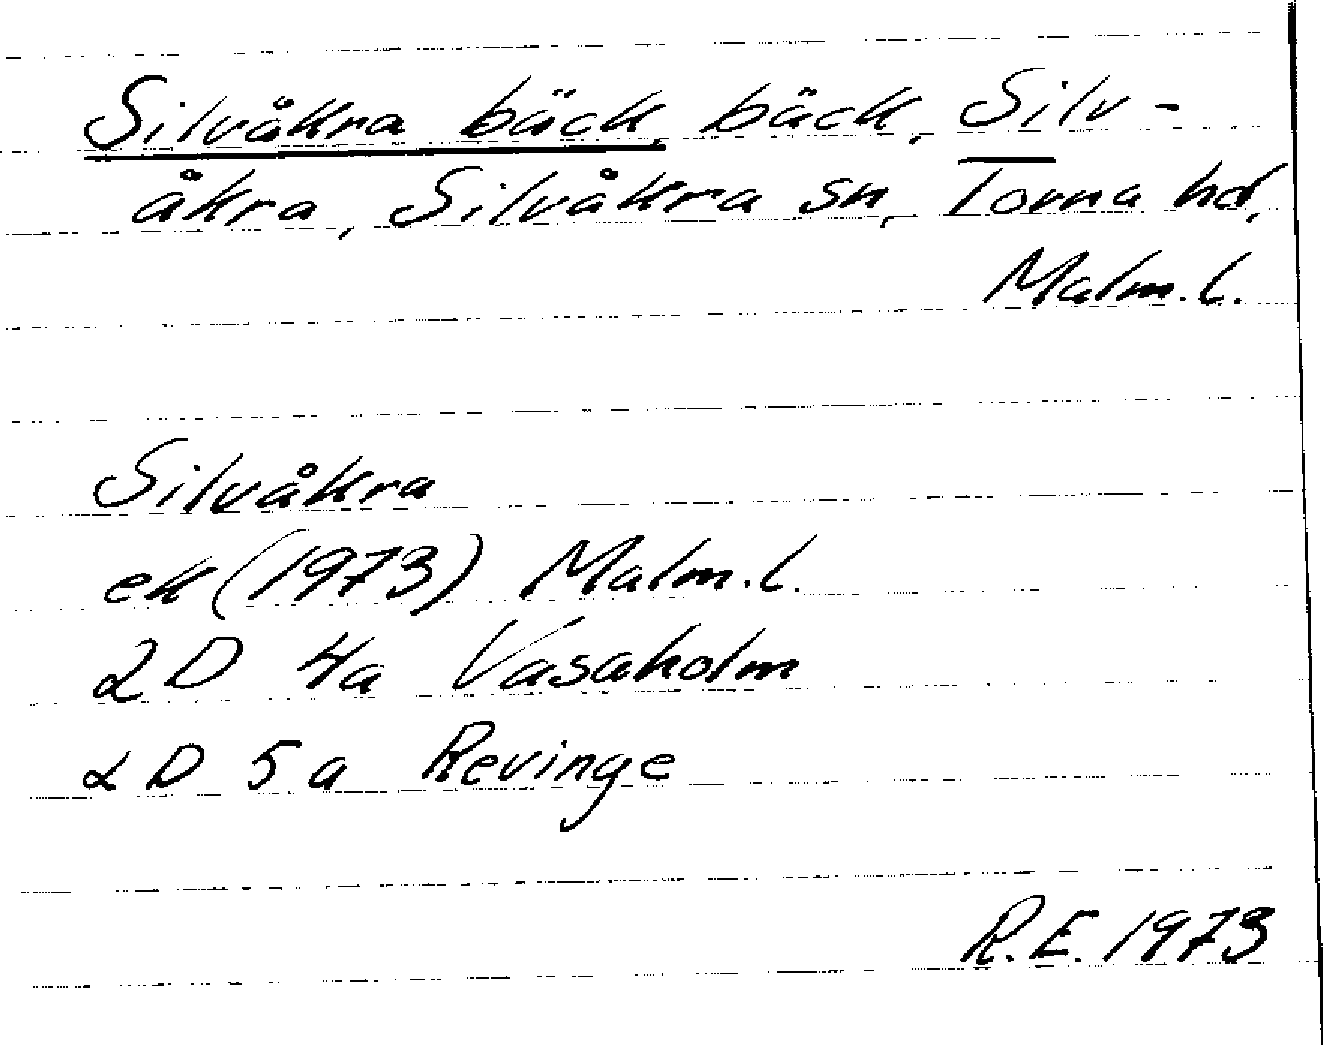 Silvåkra bäck, bäck, Silv-
åkra, Silvåkra sn, Torna hd,
Malm.l.
Silvåkra
ek (1973) Malm.l.
2D 4a Vasaholm
2D 5a Revinge
R.E. 1973